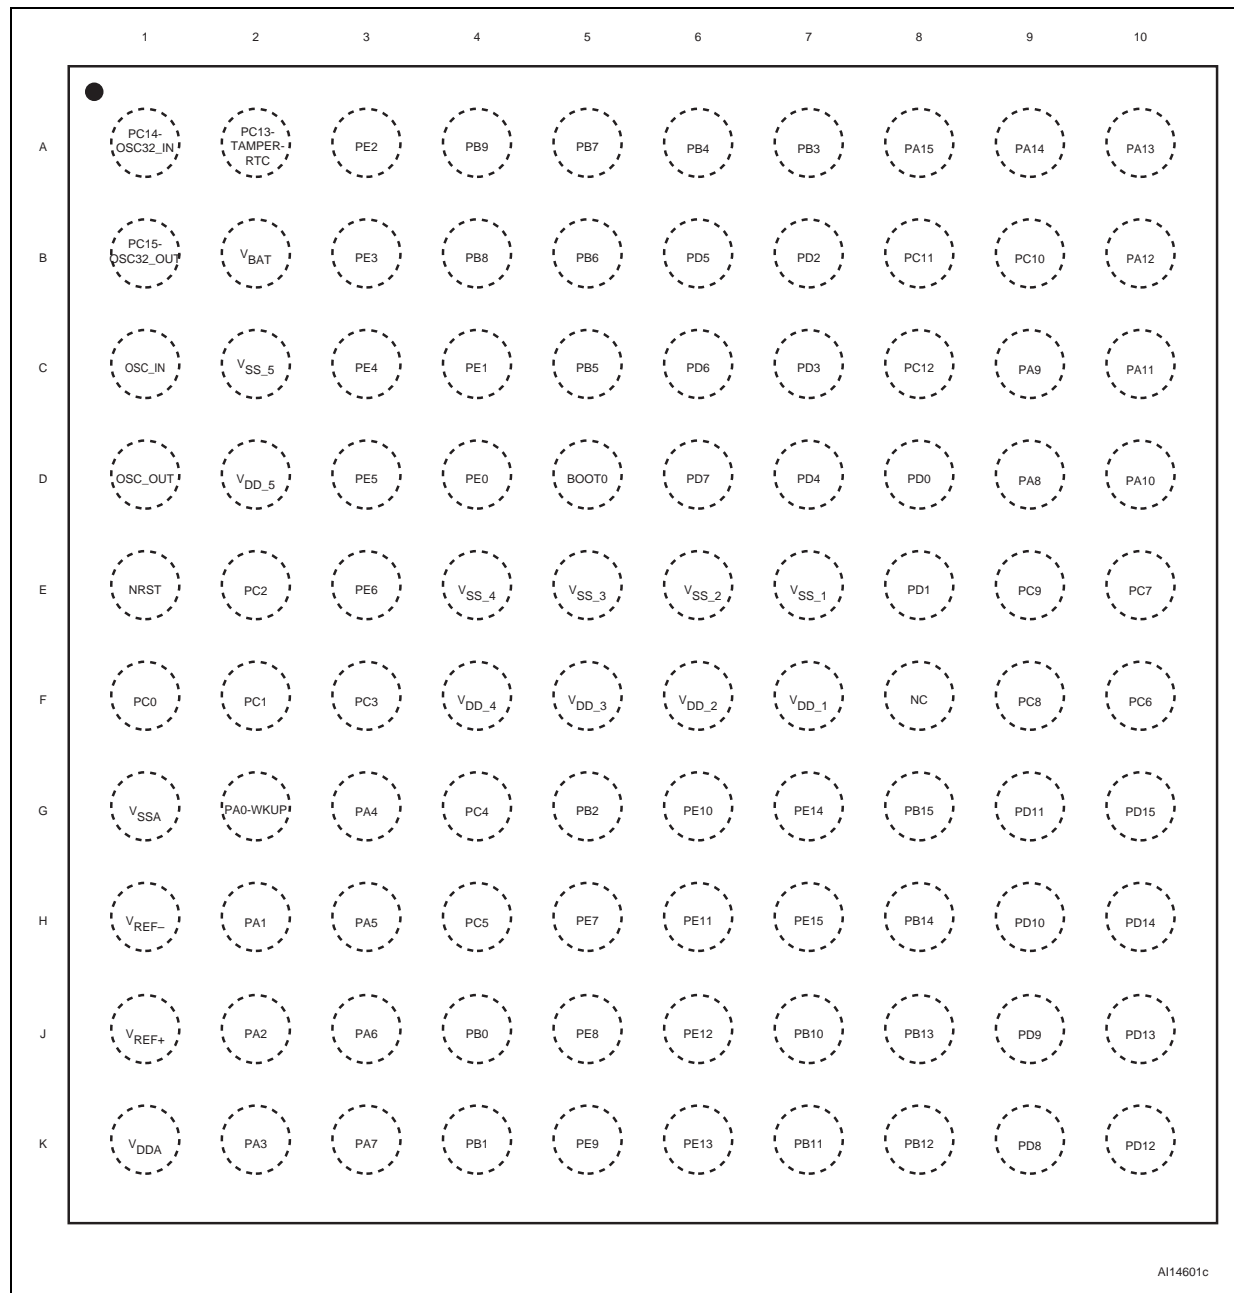 1 2 3 4 5 6 7 8 9 10
A PC14-OSC32_IN PC13-TAMPER-RTC PE2 PB9 PB7 PB4 PB3 PA15 PA14 PA13
B PC15-OSC32_OUT VBAT PE3 PB8 PB6 PD5 PD2 PC11 PC10 PA12
C OSC_IN VSS_5 PE4 PE1 PB5 PD6 PD3 PC12 PA9 PA11
D OSC_OUT VDD_5 PE5 PE0 BOOT0 PD7 PD4 PD0 PA8 PA10
E NRST PC2 PE6 VSS_4 VSS_3 VSS_2 VSS_1 PD1 PC9 PC7
F PC0 PC1 PC3 VDD_4 VDD_3 VDD_2 VDD_1 NC PC8 PC6
G VSSA PA0-WKUP PA4 PC4 PB2 PE10 PE14 PB15 PD11 PD15
H VREF– PA1 PA5 PC5 PE7 PE11 PE15 PB14 PD10 PD14
J VREF+ PA2 PA6 PB0 PE8 PE12 PB10 PB13 PD9 PD13
K VDDA PA3 PA7 PB1 PE9 PE13 PB11 PB12 PD8 PD12
AI14601c